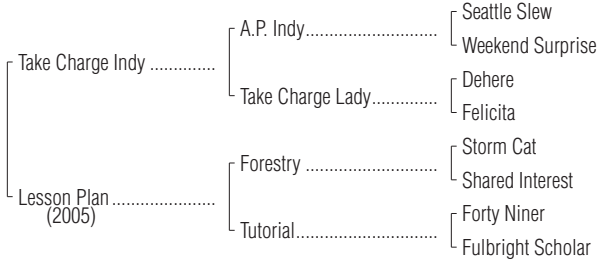 Seattle Slew
A.P. Indy
Weekend Surprise
Take Charge Indy
Dehere
Take Charge Lady
Felicita
Storm Cat
Forestry
Shared Interest
Lesson Plan
(2005)
Forty Niner
Tutorial
Fulbright Scholar